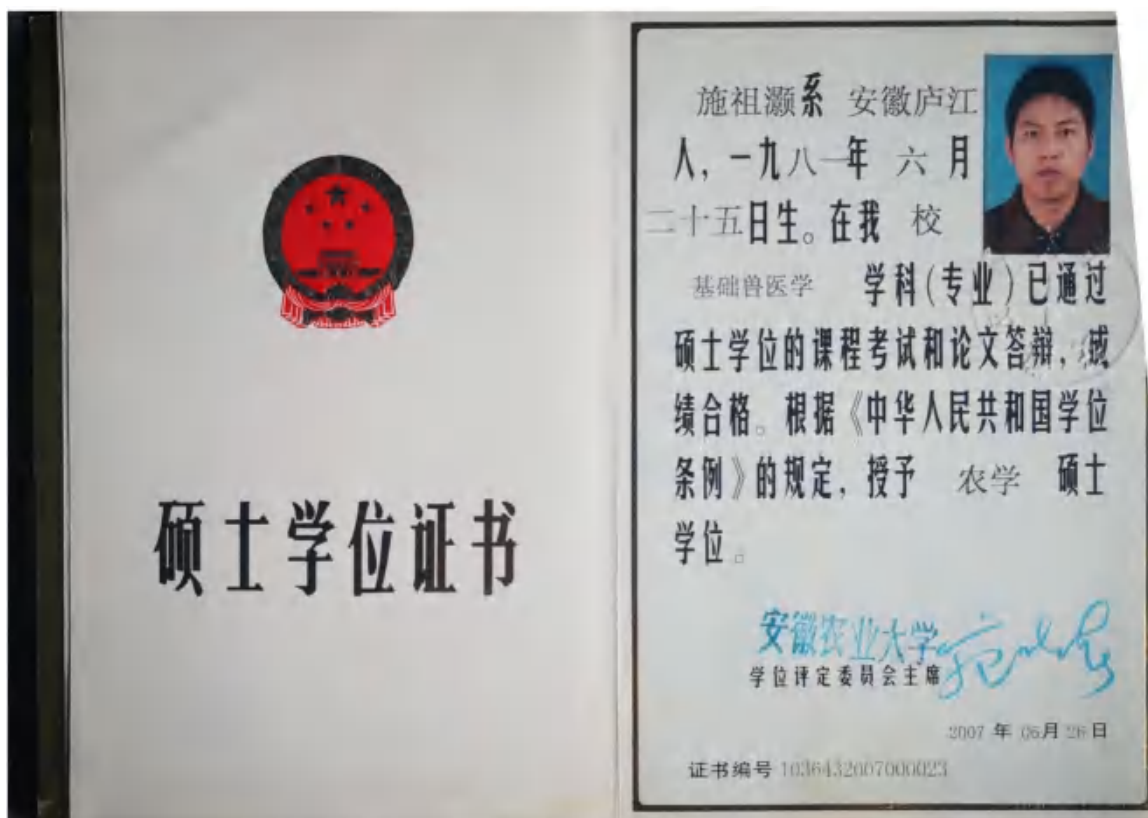 硕士学位证书
施祖灏系 安徽庐江
人，一九八一年 六 月
二十五日生。在我 校
基础兽医学 学科(专业)已通过
硕士学位的课程考试和论文答辩，成
绩合格。根据《中华人民共和国学位
条例》的规定，授予 农学 硕士
学位。
安徽农业大学
学位评定委员会主席
2007 年 06月 26日
证书编号 1036432007000023